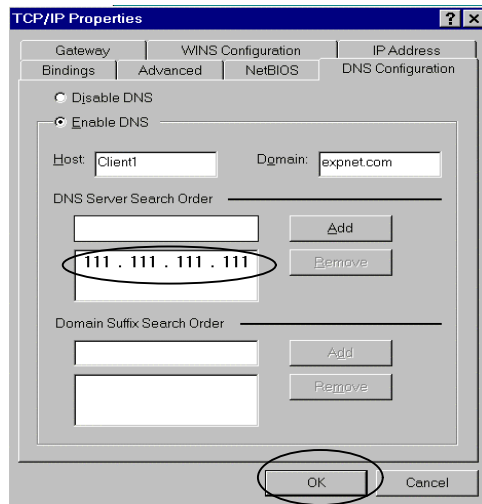 TCP/IP Properties ? ×
Gateway WINS Configuration IP Address
Bindings Advanced NetBIOS DNS Configuration
Disable DNS
Enable DNS
Host: Client1 Domain: expnet.com
DNS Server Search Order
Add
111 . 111 . 111 . 111 Remove
Domain Suffix Search Order
Add
Remove
OK Cancel